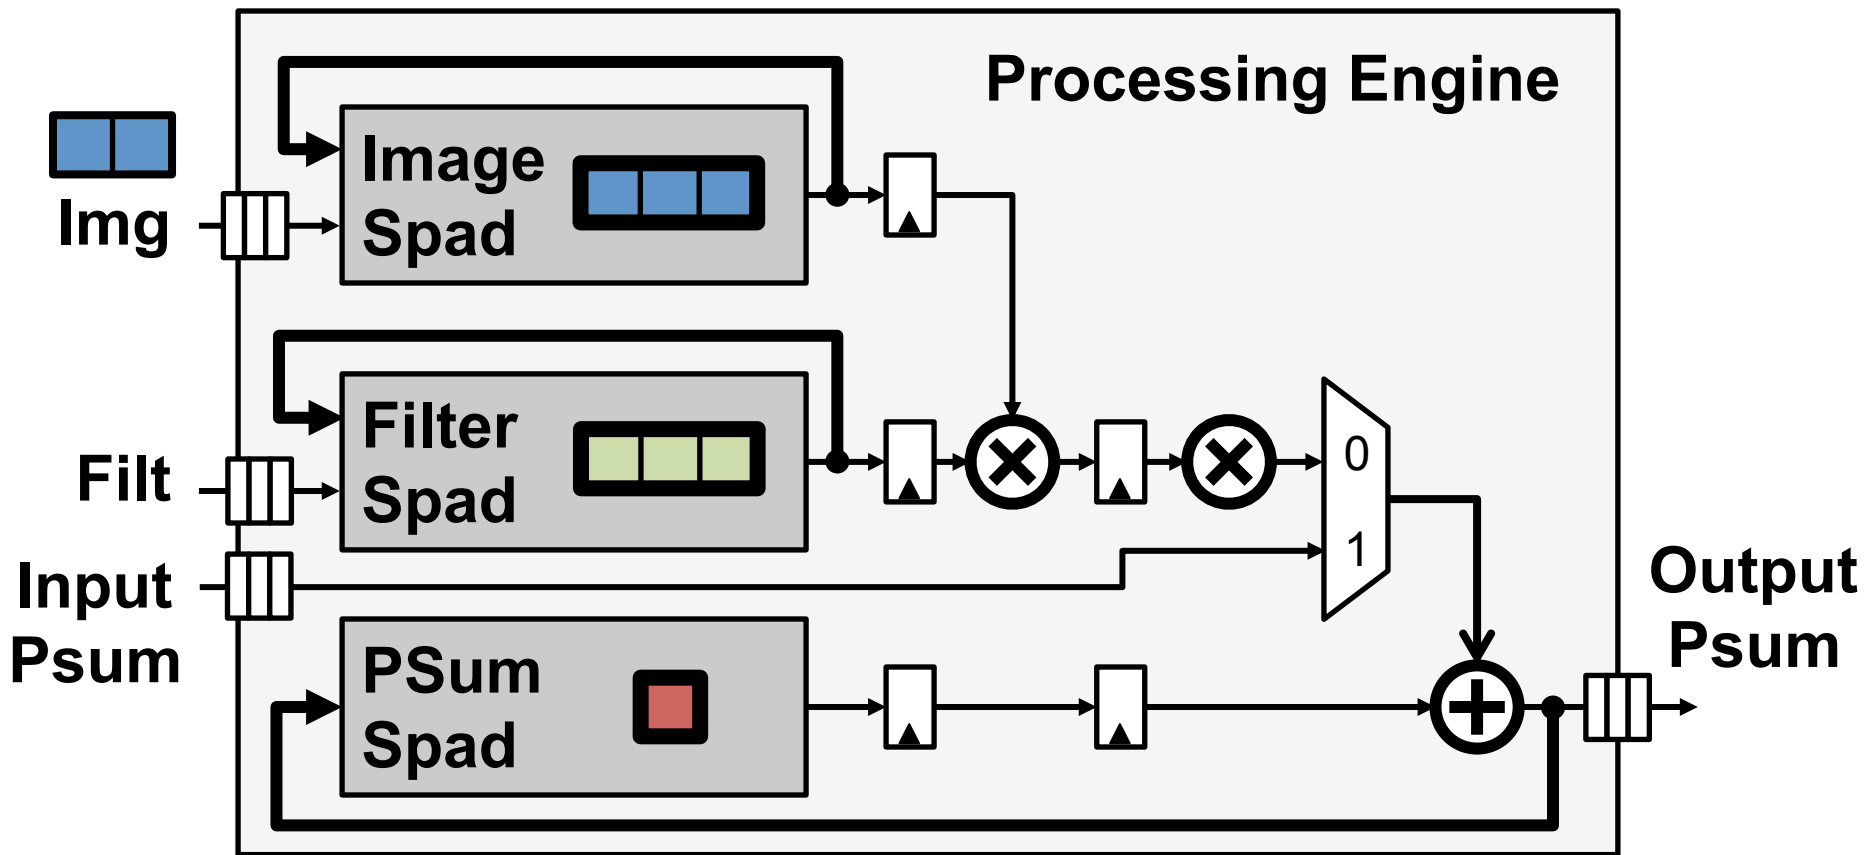 Processing Engine
Image
Spad
Img
Filter
Spad
Filt
0
1
Input
Psum
Output
Psum
PSum
Spad